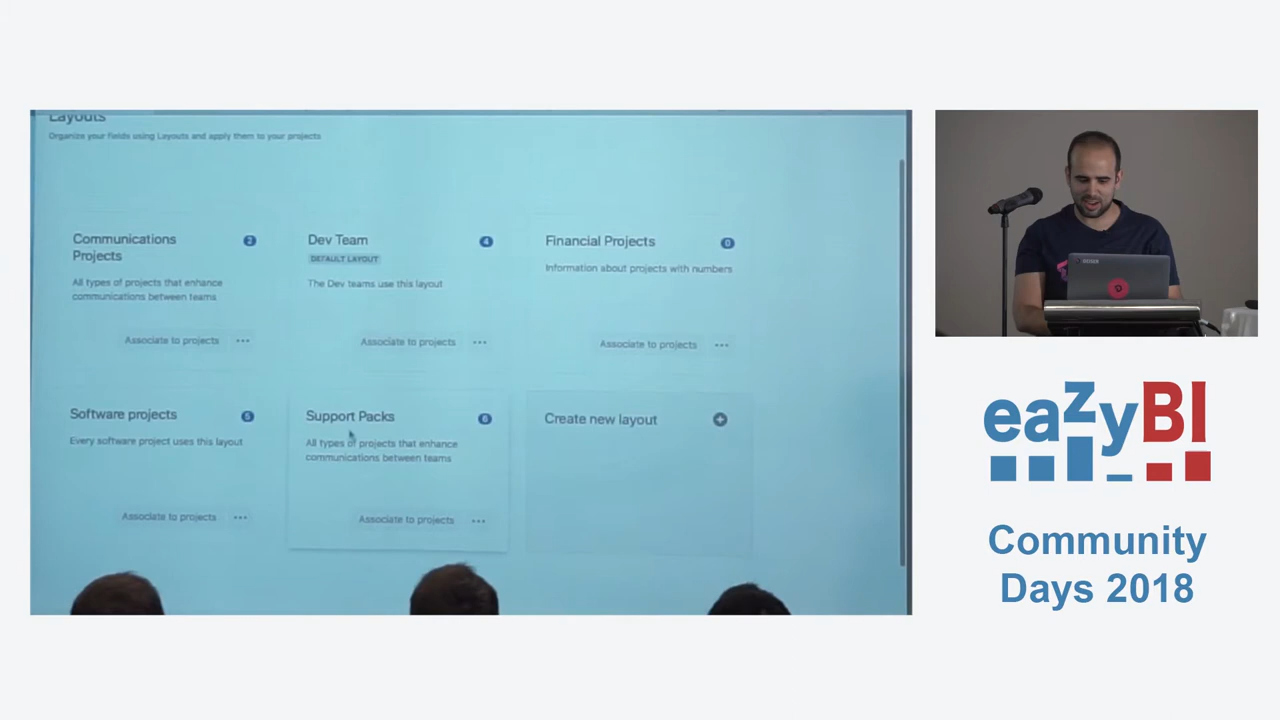 Layouts
Organize your fields using Layouts and apply them to your projects
Communications
Projects
2
All types of projects that enhance
communications between teams
Associate to projects
Dev Team
4
DEFAULT LAYOUT
The Dev teams use this layout
Associate to projects
Financial Projects
0
Information about projects with numbers
Associate to projects
Software projects
5
Every software project uses this layout
Associate to projects
Support Packs
All types of projects that enhance
communications between teams
Associate to projects
Create new layout
eazyBI
Community
Days 2018